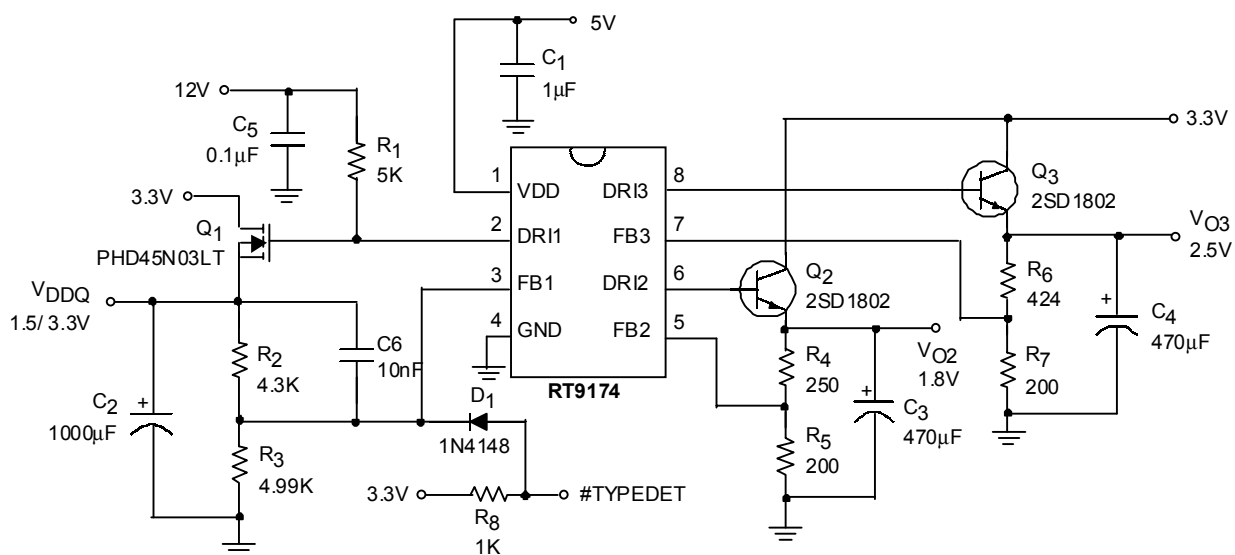 5V
C1
1μF
12V
C5
0.1μF
R1
5K
3.3V
Q1
PHD45N03LT
VDDQ
1.5/ 3.3V
C2
+
1000μF
R2
4.3K
R3
4.99K
C6
10nF
D1
1N4148
3.3V
R8
1K
#TYPEDET
1
VDD
2
DRI1
3
FB1
4
GND
DRI3
8
FB3
7
DRI2
6
FB2
5
RT9174
3.3V
Q3
2SD1802
VO3
2.5V
R6
424
R7
200
+
C4
470μF
Q2
2SD1802
VO2
1.8V
R4
250
R5
200
+
C3
470μF